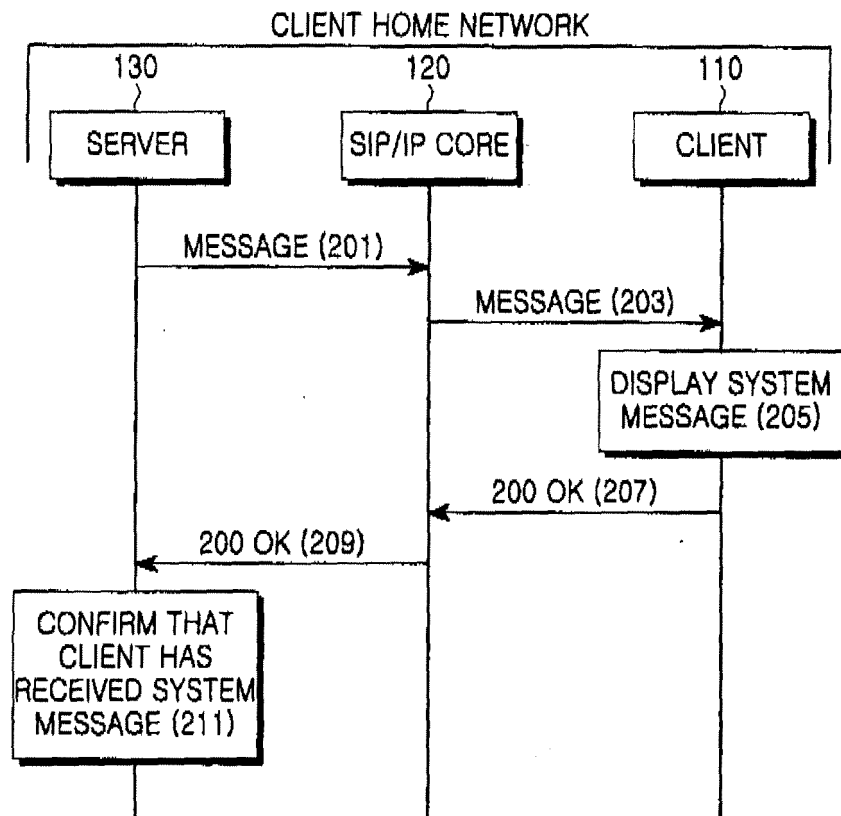 CLIENT HOME NETWORK
130
120
110
SERVER
SIP/IP CORE
CLIENT
MESSAGE (201)
MESSAGE (203)
DISPLAY SYSTEM
MESSAGE (205)
200 OK (207)
200 OK (209)
CONFIRM THAT
CLIENT HAS
RECEIVED SYSTEM
MESSAGE (211)